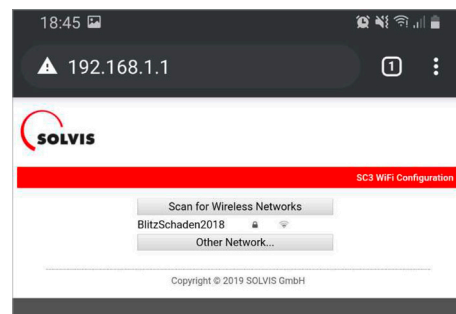 18:45
192.168.1.1
1
SOLVIS
SC3 WiFi Configuration
Scan for Wireless Networks
BlitzSchaden2018
Other Network...
Copyright © 2019 SOLVIS GmbH